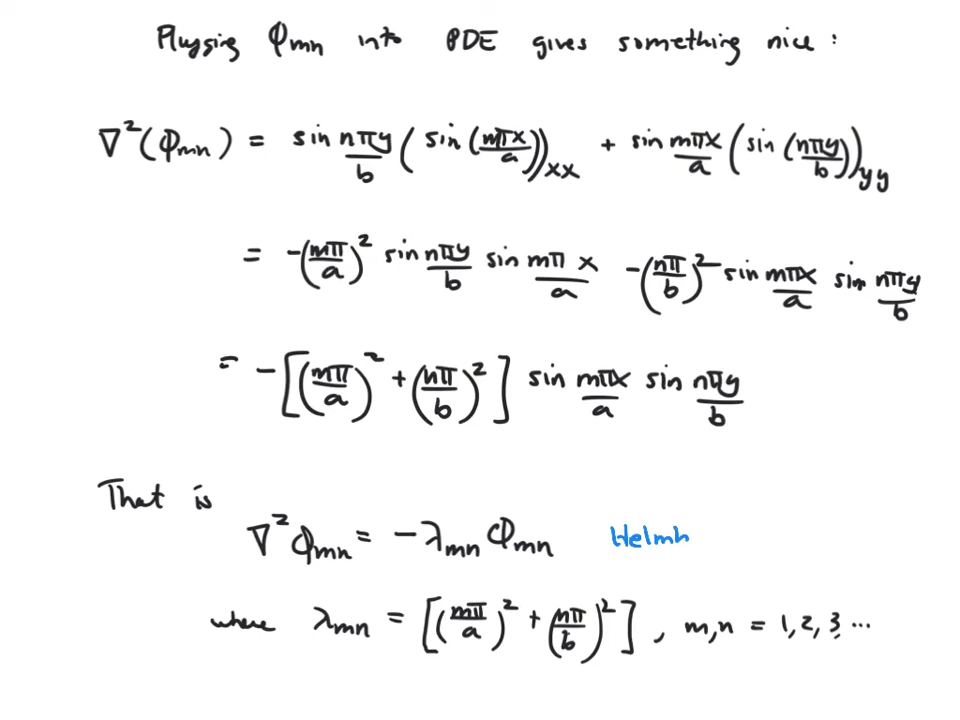 Plugging φmn into PDE gives something nice :
∇²(φmn) = sin nπy/b (sin (mπx/a))xx + sin mπx/a (sin (nπy/b))yy
= -(mπ/a)² sin nπy/b sin mπ x/a -(nπ/b)² sin mπx/a sin nπy/b
= -[(mπ/a)² + (nπ/b)²] sin mπx/a sin nπy/b
That is
∇²φmn = -λmn φmn Helmh
where λmn = [(mπ/a)² + (nπ/b)²] , m,n = 1, 2, 3, ...